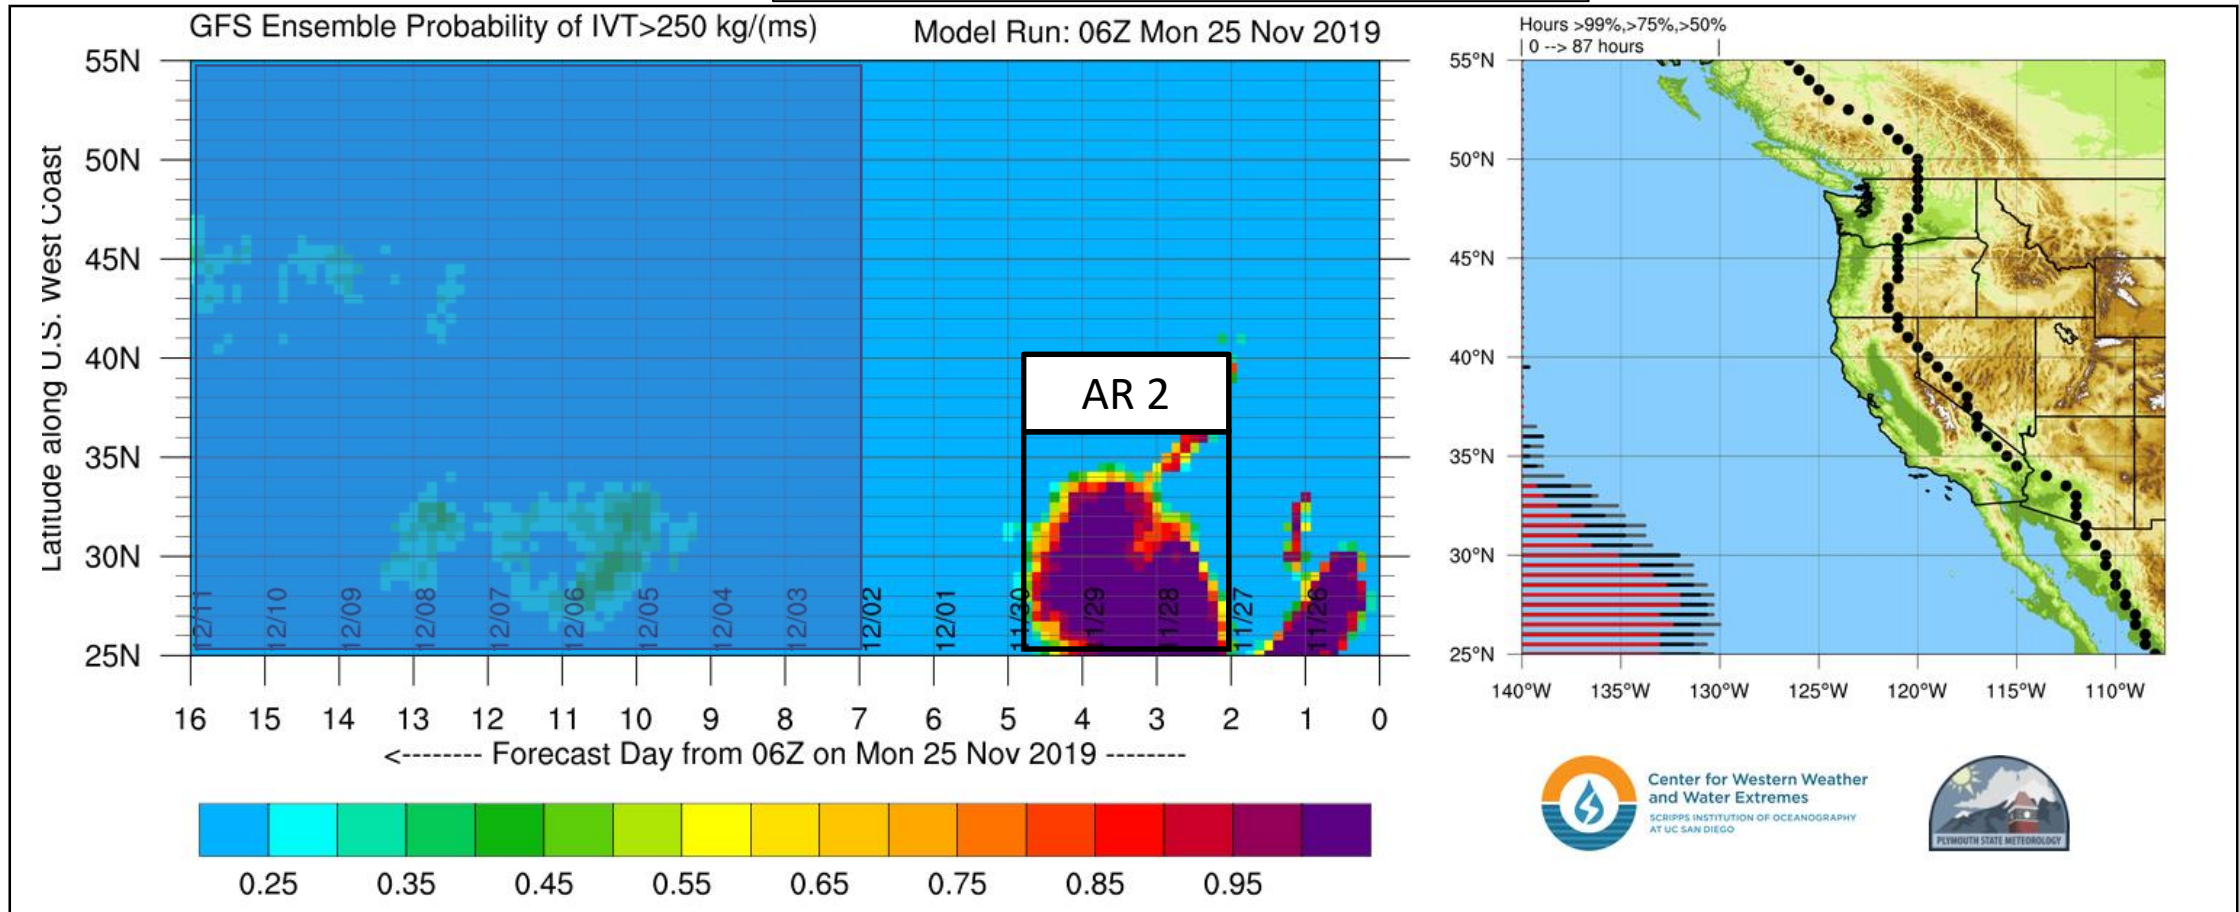 GFS Ensemble Probability of IVT>250 kg/(ms)
Model Run: 06Z Mon 25 Nov 2019
Hours >99%,>75%,>50%
| 0 --> 87 hours |
55N
50N
45N
40N
35N
30N
25N
Latitude along U.S. West Coast
AR 2
12/11
12/10
12/09
12/08
12/07
12/06
12/05
12/04
12/03
12/02
12/01
11/30
11/29
11/28
11/27
11/26
16 15 14 13 12 11 10 9 8 7 6 5 4 3 2 1 0
<-------- Forecast Day from 06Z on Mon 25 Nov 2019 --------
0.25 0.35 0.45 0.55 0.65 0.75 0.85 0.95
55°N
50°N
45°N
40°N
35°N
30°N
25°N
140°W 135°W 130°W 125°W 120°W 115°W 110°W
Center for Western Weather
and Water Extremes
SCRIPPS INSTITUTION OF OCEANOGRAPHY
AT UC SAN DIEGO
PLYMOUTH STATE METEOROLOGY